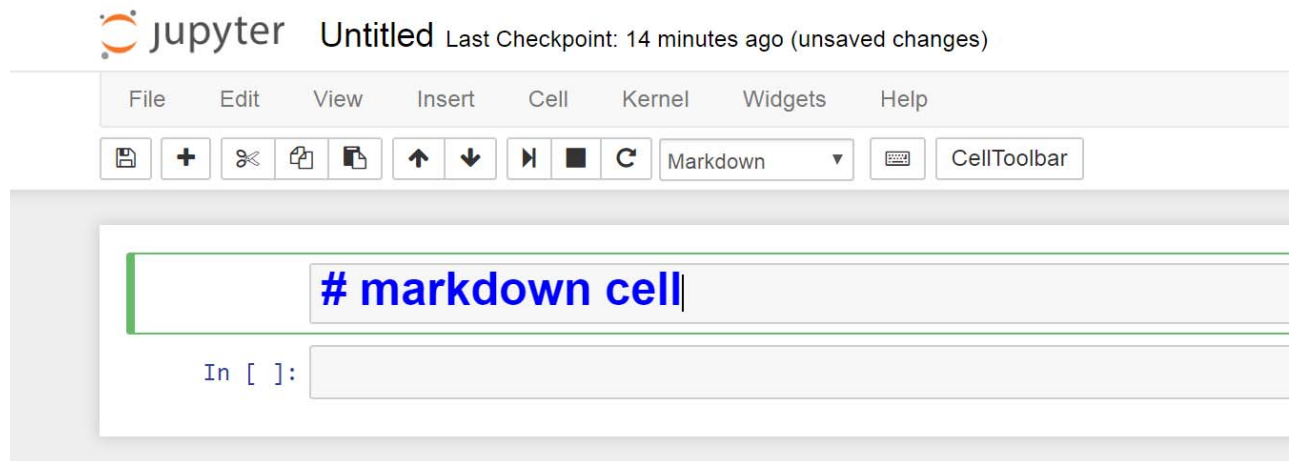 jupyter Untitled Last Checkpoint: 14 minutes ago (unsaved changes)
File Edit View Insert Cell Kernel Widgets Help
Markdown CellToolbar
# markdown cell
In [ ]: